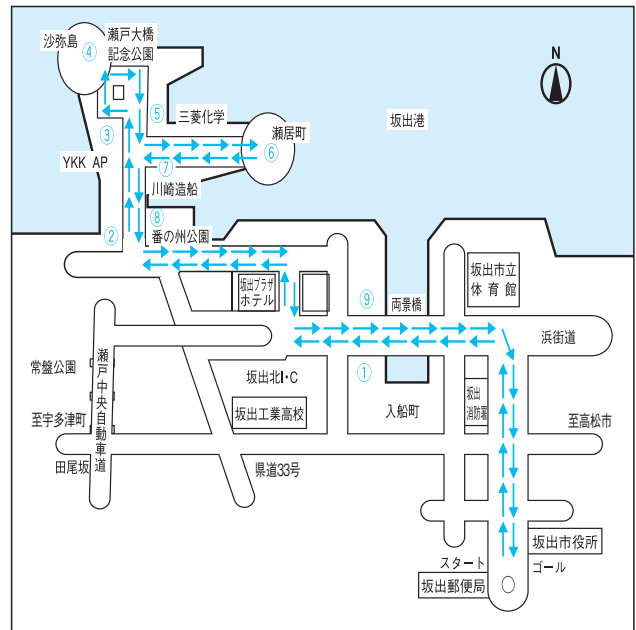 沙弥島
④
瀬戸大橋
記念公園
N
⑤
三菱化学
坂出港
③
瀬居町
⑥
YKK AP
⑦
川崎造船
⑧
②
番の州公園
坂出プラザ
ホテル
坂出市立
体育館
⑨
両景橋
浜街道
常盤公園
瀬戸中央自動車道
坂出北I・C
①
坂出
消防署
坂出工業高校
入船町
至宇多津町
至高松市
田尾坂
県道33号
坂出市役所
スタート
ゴール
坂出郵便局